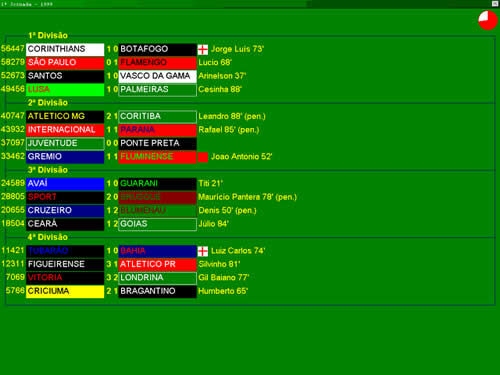 1ª Jornada - 1999
1ª Divisão
56447 CORINTHIANS 1 0 BOTAFOGO Jorge Luís 73'
58279 SÃO PAULO 0 1 FLAMENGO Lucio 68'
52673 SANTOS 1 0 VASCO DA GAMA Arinelson 37'
49456 LUSA 1 0 PALMEIRAS Cesinha 88'
2ª Divisão
40747 ATLETICO MG 2 1 CORITBA Leandro 88' (pen.)
43932 INTERNACIONAL 1 1 PARANA Rafael 85' (pen.)
37097 JUVENTUDE 0 0 PONTE PRETA
33462 GREMIO 1 1 FLUMINENSE Joao Antonio 52'
3ª Divisão
24589 AVAÍ 1 0 GUARANI Titi 21'
28805 SPORT 2 0 BRUSQUE Maurício Pantera 78' (pen.)
20655 CRUZEIRO 1 2 BLUMENAU Denis 50' (pen.)
18504 CEARÁ 1 2 GOIAS Júlio 84'
4ª Divisão
11421 TUBARÃO 1 0 BAHIA Luiz Carlos 74'
12311 FIGUEIRENSE 3 1 ATLETICO PR Silvinho 81'
7069 VITORIA 3 2 LONDRINA Gil Baiano 77'
5766 CRICIUMA 2 1 BRAGANTINO Humberto 65'